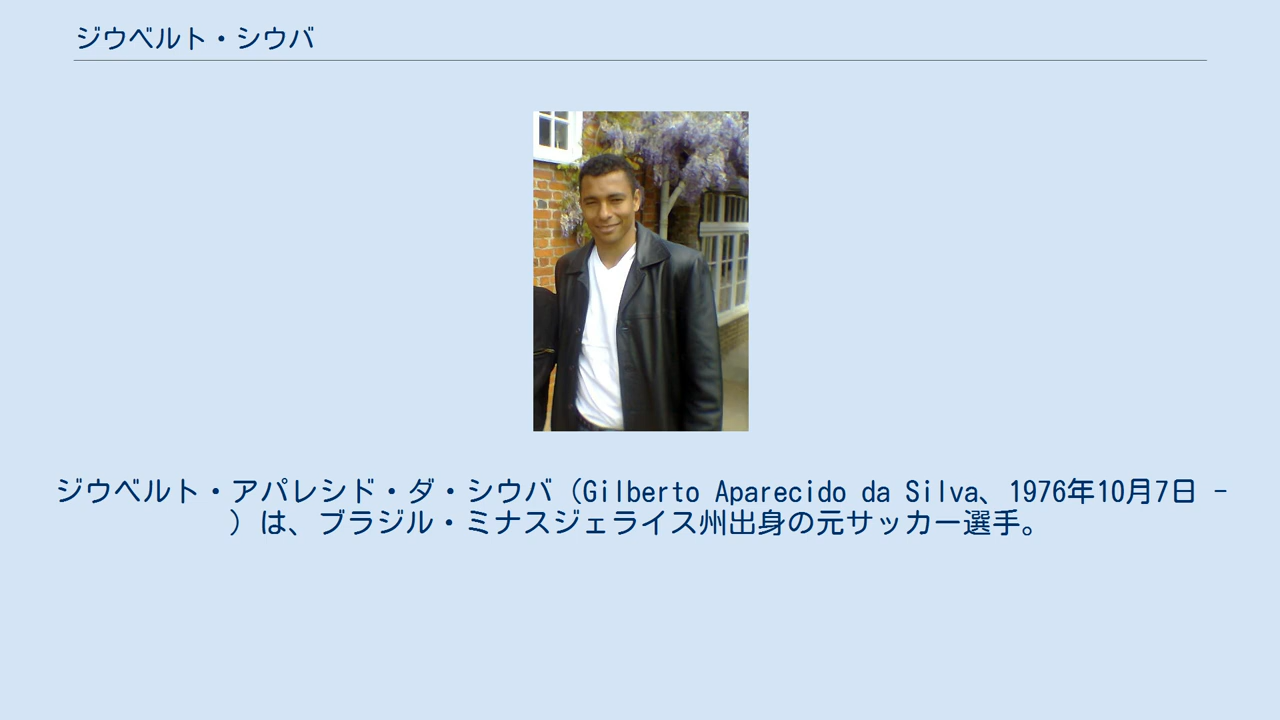 ジウベルト・シウバ
ジウベルト・アパレシド・ダ・シウバ（Gilberto Aparecido da Silva、1976年10月7日 -
）は、ブラジル・ミナスジェライス州出身の元サッカー選手。